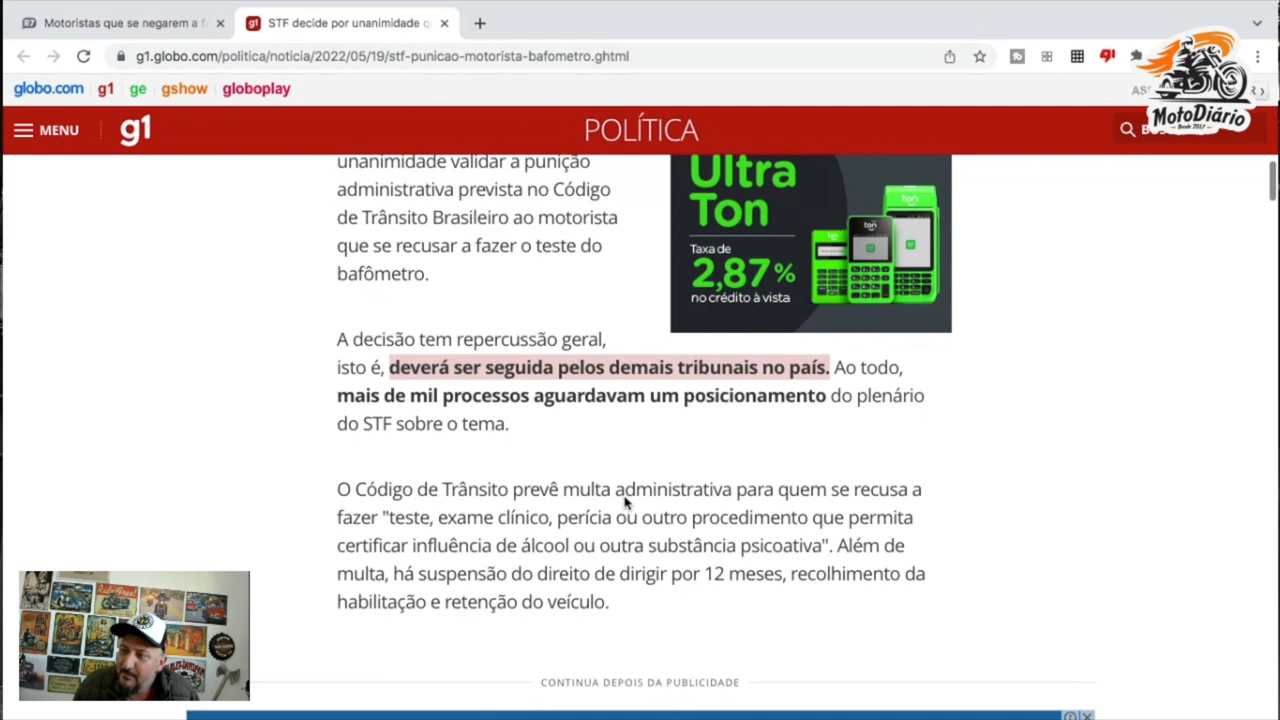 Motoristas que se negarem a f
STF decide por unanimidade q
g1.globo.com/politica/noticia/2022/05/19/stf-punicao-motorista-bafometro.ghtml
globo.com g1 ge gshow globoplay
MotoDiário
Desde 2017
MENU g1 POLÍTICA
unanimidade validar a punição
administrativa prevista no Código
de Trânsito Brasileiro ao motorista
que se recusar a fazer o teste do
bafômetro.
Ultra
Ton
Taxa de
2,87%
no crédito à vista
ton
ton
A decisão tem repercussão geral,
isto é, deverá ser seguida pelos demais tribunais no país. Ao todo,
mais de mil processos aguardavam um posicionamento do plenário
do STF sobre o tema.
O Código de Trânsito prevê multa administrativa para quem se recusa a
fazer "teste, exame clínico, perícia ou outro procedimento que permita
certificar influência de álcool ou outra substância psicoativa". Além de
multa, há suspensão do direito de dirigir por 12 meses, recolhimento da
habilitação e retenção do veículo.
CONTINUA DEPOIS DA PUBLICIDADE